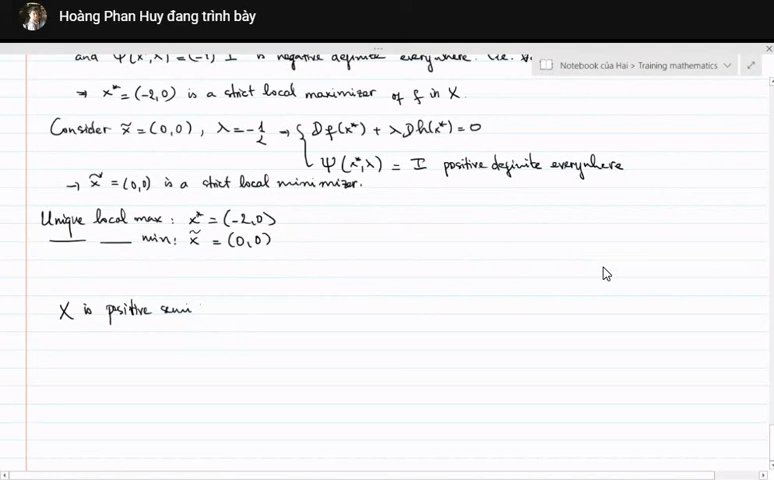 Hoàng Phan Huy đang trình bày
and Ψ(x*,λ) = (-1) I is negative definite everywhere. i.e.
Notebook của Hai > Training mathematics
→ x* = (-2,0) is a strict local maximizer of f in X.
Consider x̃ = (0,0), λ = -1/2 → { Df(x*) + λDh(x*) = 0
Ψ(x*,λ) = I positive definite everywhere
→ x̃* = (0,0) is a strict local minimizer.
Unique local max: x* = (-2,0)
min: x̃ = (0,0)
X is positive semi